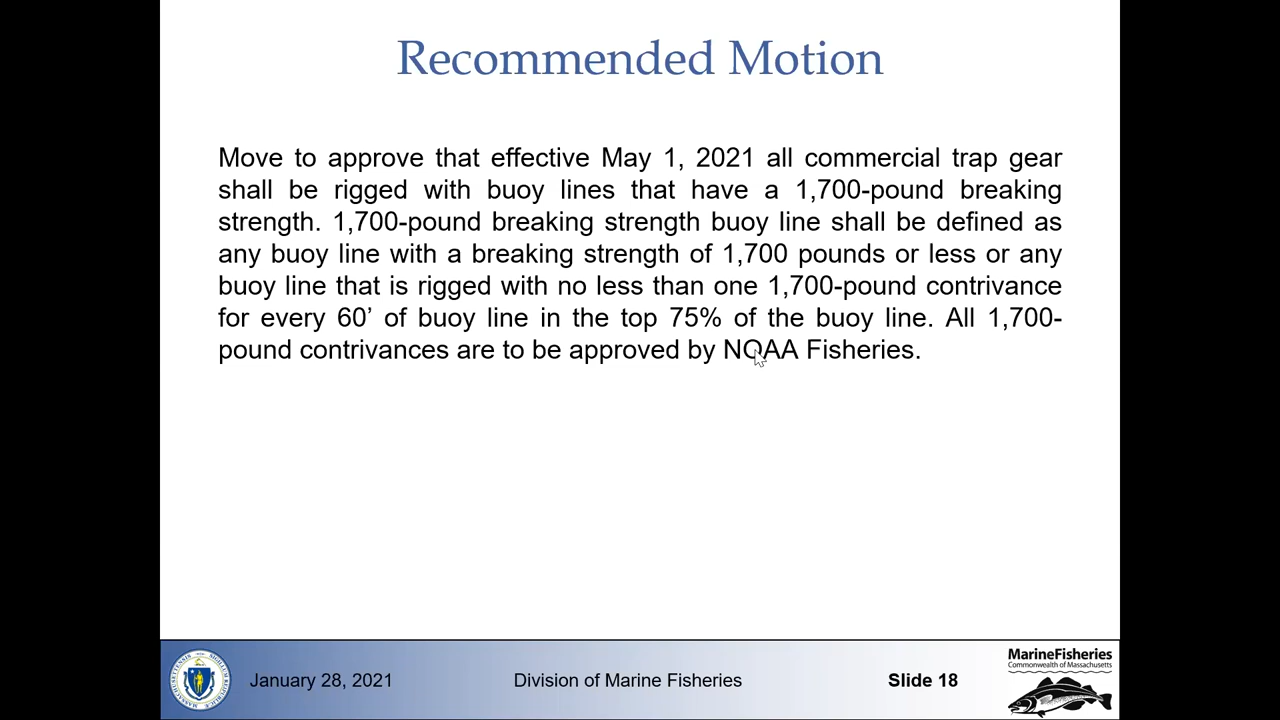 Recommended Motion
Move to approve that effective May 1, 2021 all commercial trap gear
shall be rigged with buoy lines that have a 1,700-pound breaking
strength. 1,700-pound breaking strength buoy line shall be defined as
any buoy line with a breaking strength of 1,700 pounds or less or any
buoy line that is rigged with no less than one 1,700-pound contrivance
for every 60’ of buoy line in the top 75% of the buoy line. All 1,700-
pound contrivances are to be approved by NOAA Fisheries.
January 28, 2021
Division of Marine Fisheries
Slide 18
MarineFisheries
Commonwealth of Massachusetts